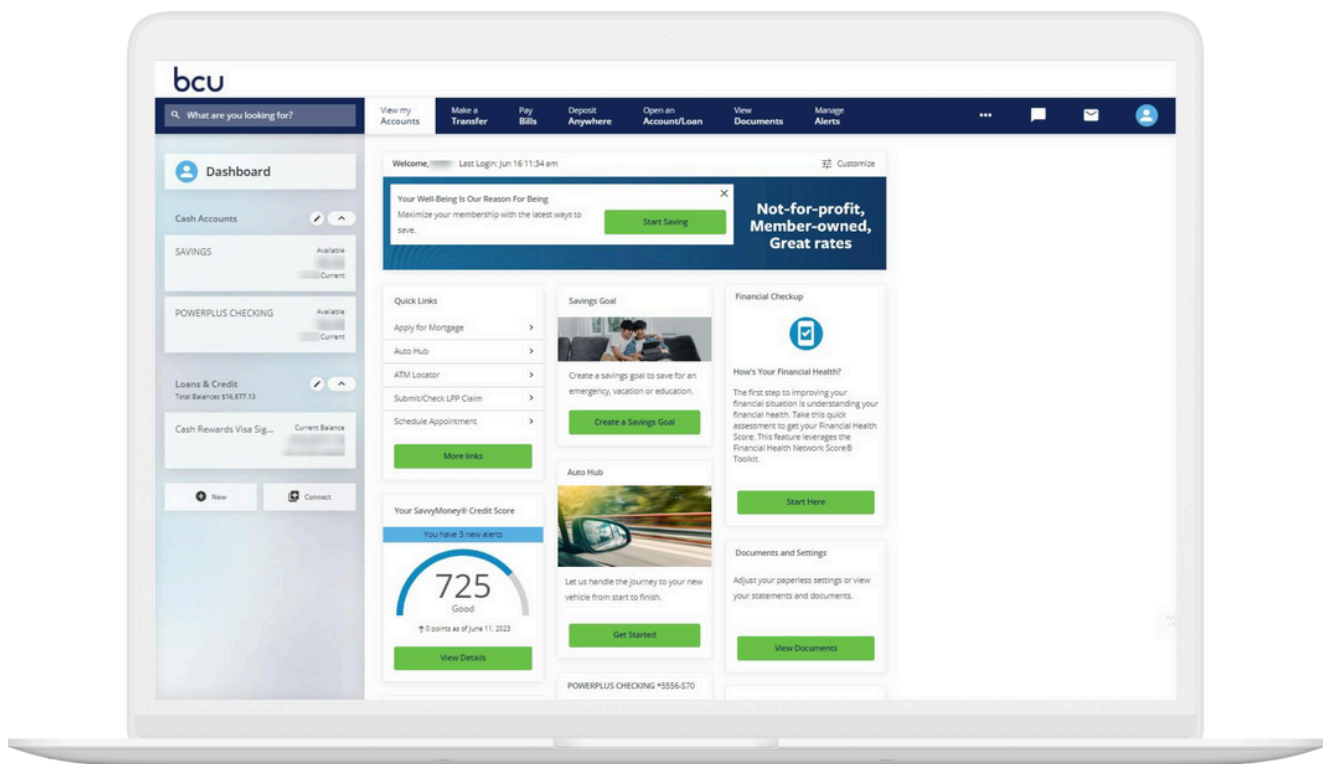 bcu
What are you looking for?
View my
Accounts
Make a
Transfer
Pay
Bills
Deposit
Anywhere
Open an
Account/Loan
View
Documents
Manage
Alerts
Dashboard
Cash Accounts
SAVINGS
Available
Current
POWERPLUS CHECKING
Available
Current
Loans & Credit
Total Balances $16,877.13
Cash Rewards Visa Sig...
Current Balance
New
Connect
Welcome,
Last Login: Jun 16 11:34 am
Customize
Your Well-Being Is Our Reason For Being
Maximize your membership with the latest ways to
save.
Start Saving
Not-for-profit,
Member-owned,
Great rates
Quick Links
Apply for Mortgage
Auto Hub
ATM Locator
Submit/Check LPP Claim
Schedule Appointment
More links
Your SavvyMoney® Credit Score
You have 3 new alerts
725
Good
↑ 0 points as of June 11, 2023
View Details
Savings Goal
Create a savings goal to save for an
emergency, vacation or education.
Create a Savings Goal
Auto Hub
Let us handle the journey to your new
vehicle from start to finish.
Get Started
POWERPLUS CHECKING *5556-S70
Financial Checkup
How's Your Financial Health?
The first step to improving your
financial situation is understanding your
financial health. Take this quick
assessment to get your Financial Health
Score. This feature leverages the
Financial Health Network Score®
Toolkit.
Start Here
Documents and Settings
Adjust your paperless settings or view
your statements and documents.
View Documents